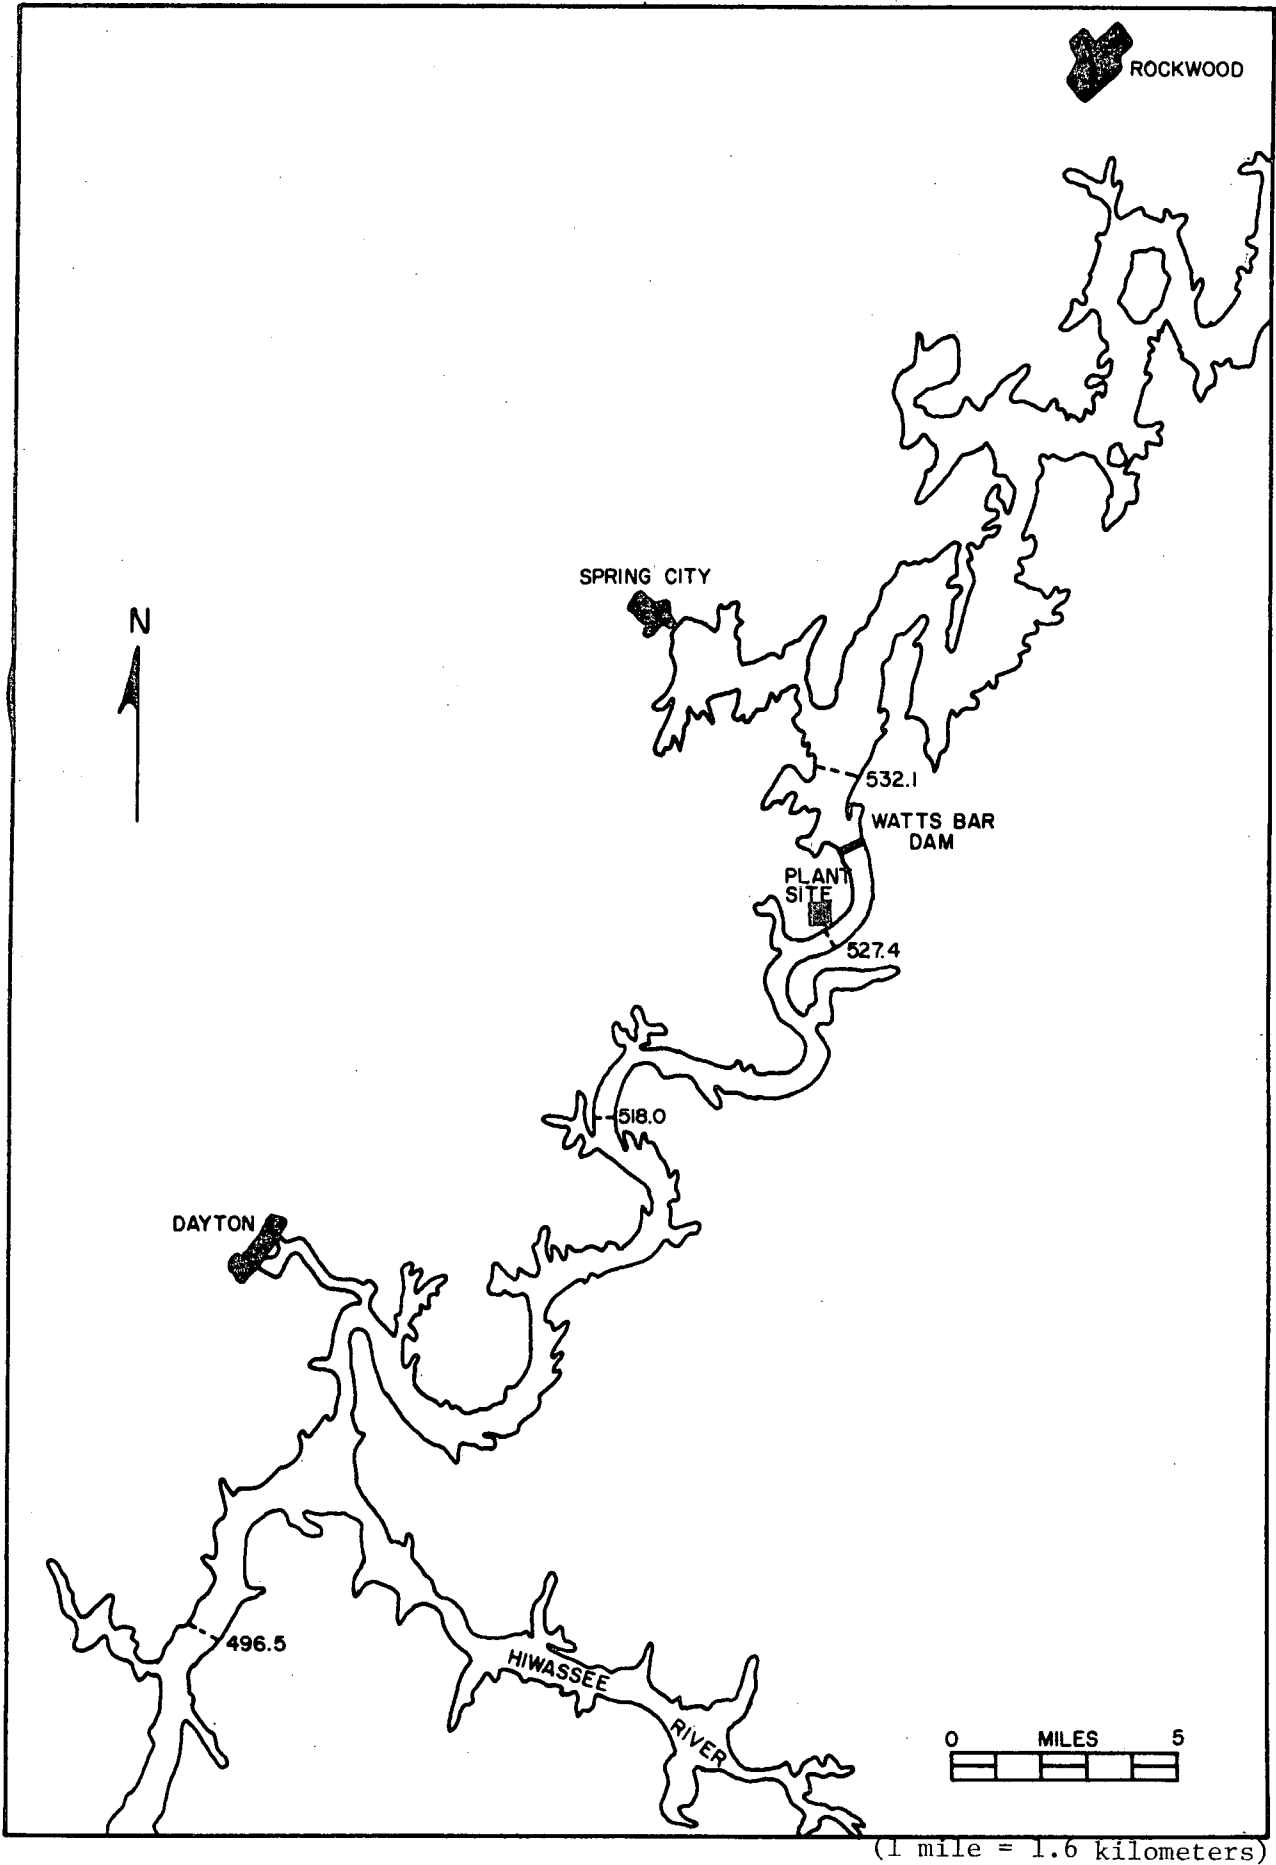 ROCKWOOD
SPRING CITY
N
532.1
WATTS BAR
DAM
PLANT
SITE
527.4
518.0
DAYTON
496.5
HIWASSEE
RIVER
0 MILES 5
(1 mile = 1.6 kilometers)